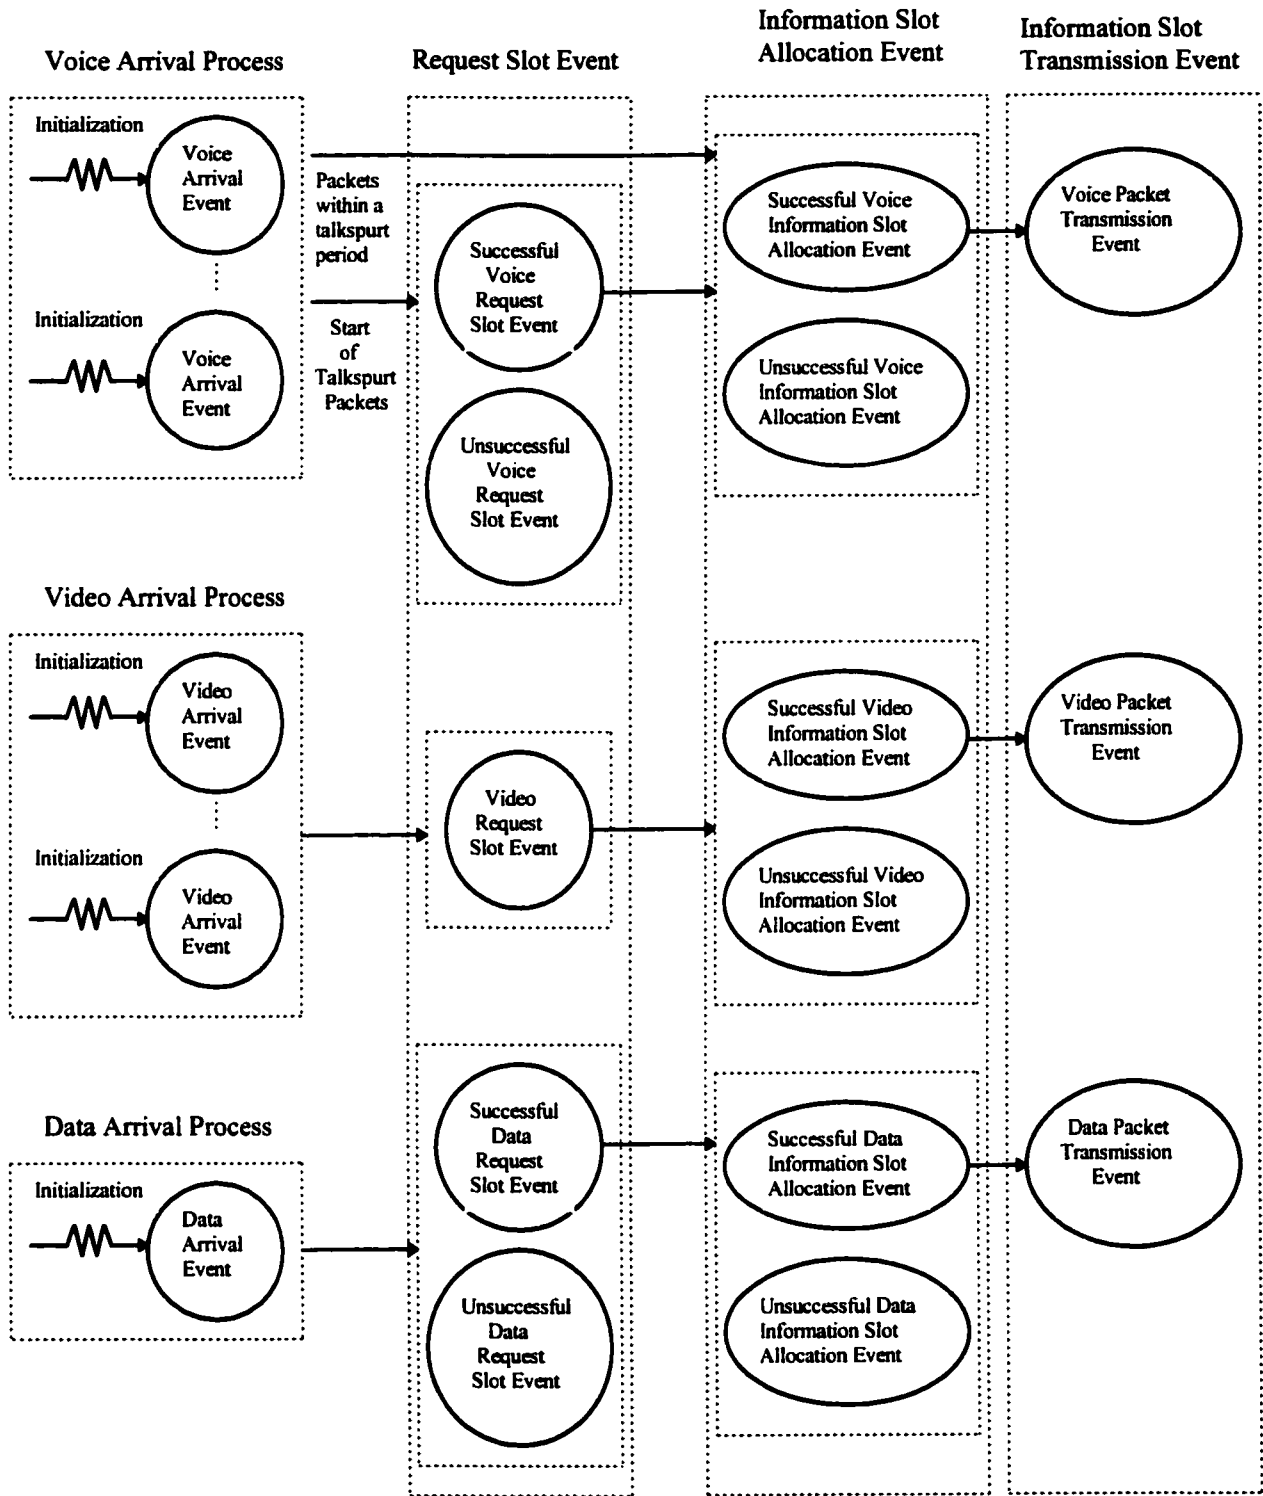 Voice Arrival Process
Request Slot Event
Information Slot
Allocation Event
Information Slot
Transmission Event
Initialization
Voice
Arrival
Event
Initialization
Voice
Arrival
Event
Packets
within a
talkspurt
period
Start
of
Talkspurt
Packets
Successful
Voice
Request
Slot Event
Unsuccessful
Voice
Request
Slot Event
Successful Voice
Information Slot
Allocation Event
Unsuccessful Voice
Information Slot
Allocation Event
Voice Packet
Transmission
Event
Video Arrival Process
Initialization
Video
Arrival
Event
Initialization
Video
Arrival
Event
Video
Request
Slot Event
Successful Video
Information Slot
Allocation Event
Unsuccessful Video
Information Slot
Allocation Event
Video Packet
Transmission
Event
Data Arrival Process
Initialization
Data
Arrival
Event
Successful
Data
Request
Slot Event
Unsuccessful
Data
Request
Slot Event
Successful Data
Information Slot
Allocation Event
Unsuccessful Data
Information Slot
Allocation Event
Data Packet
Transmission
Event